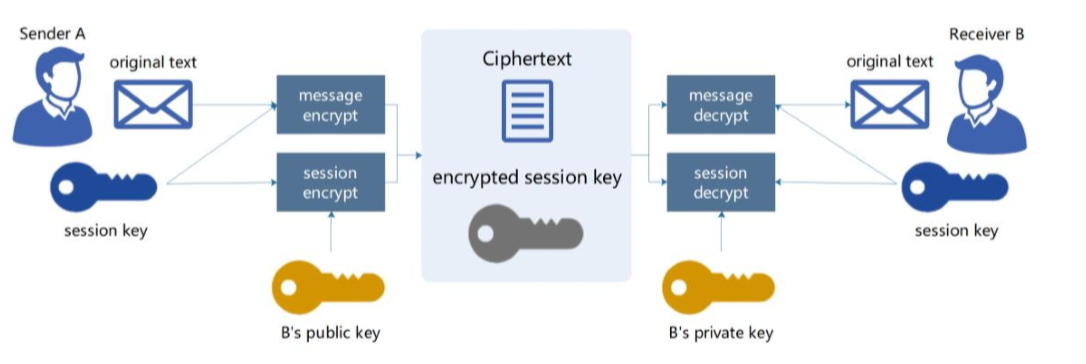 Sender A
original text
session key
message
encrypt
session
encrypt
B's public key
Ciphertext
encrypted session key
message
decrypt
session
decrypt
B's private key
Receiver B
original text
session key